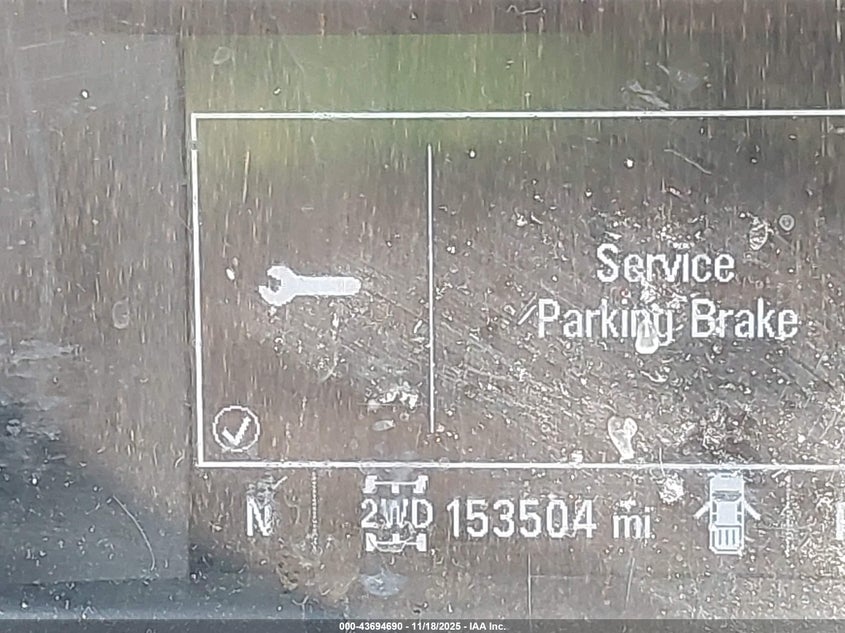 Service
Parking Brake
N 2WD 153504 mi
000-43694690 - 11/18/2025 - IAA Inc.